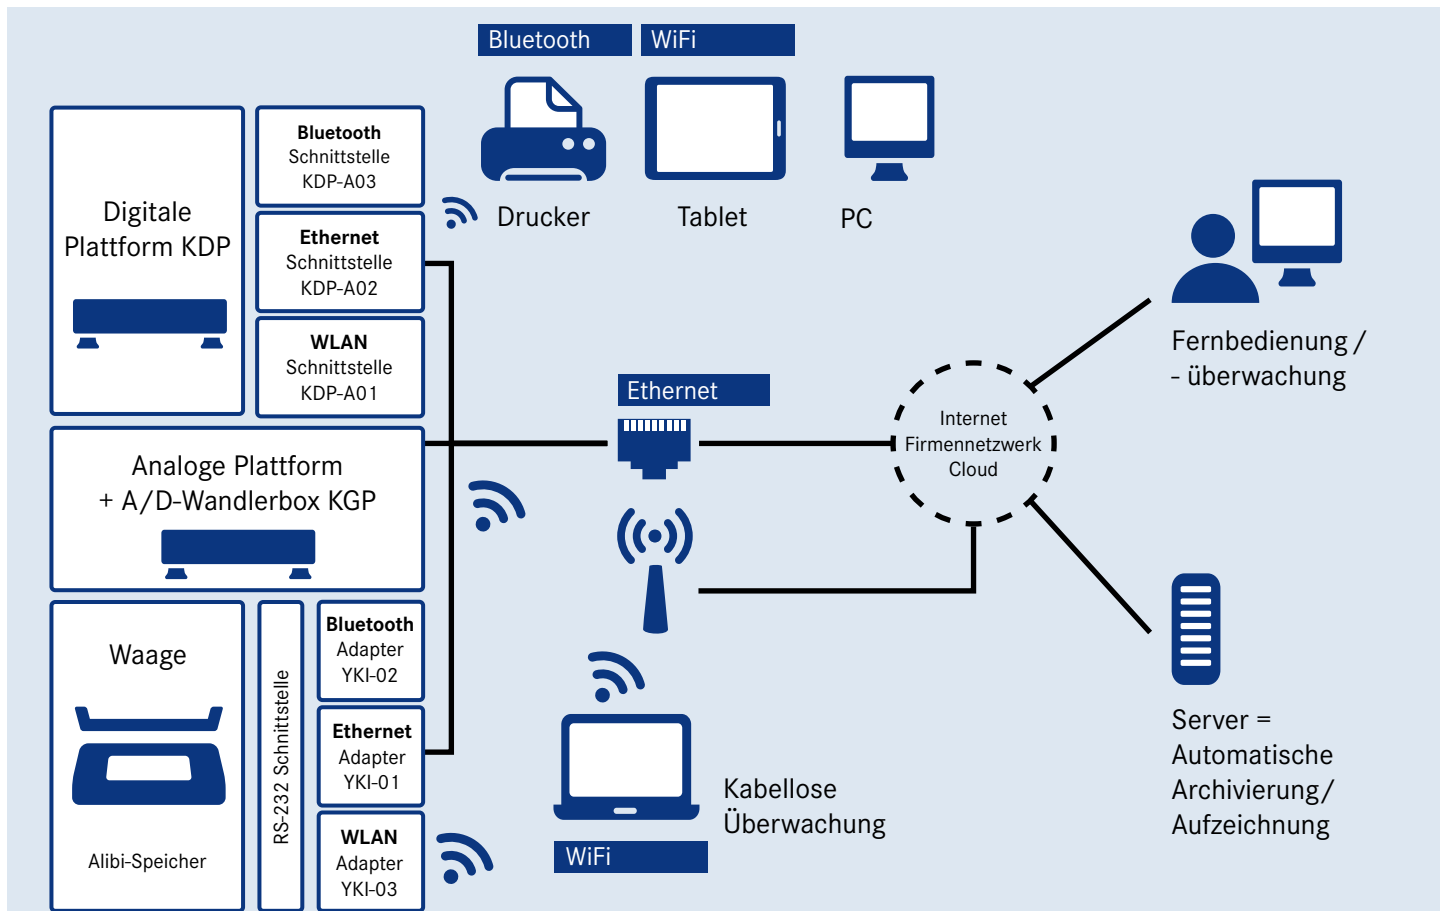 Bluetooth
WiFi
Drucker
Tablet
PC
Digitale
Plattform KDP
Bluetooth
Schnittstelle
KDP-A03
Ethernet
Schnittstelle
KDP-A02
WLAN
Schnittstelle
KDP-A01
Analoge Plattform
+ A/D-Wandlerbox KGP
Waage
Alibi-Speicher
RS-232 Schnittstelle
Bluetooth
Adapter
YKI-02
Ethernet
Adapter
YKI-01
WLAN
Adapter
YKI-03
Ethernet
Kabellose
Überwachung
WiFi
Internet
Firmennetzwerk
Cloud
Fernbedienung /
- überwachung
Server =
Automatische
Archivierung/
Aufzeichnung